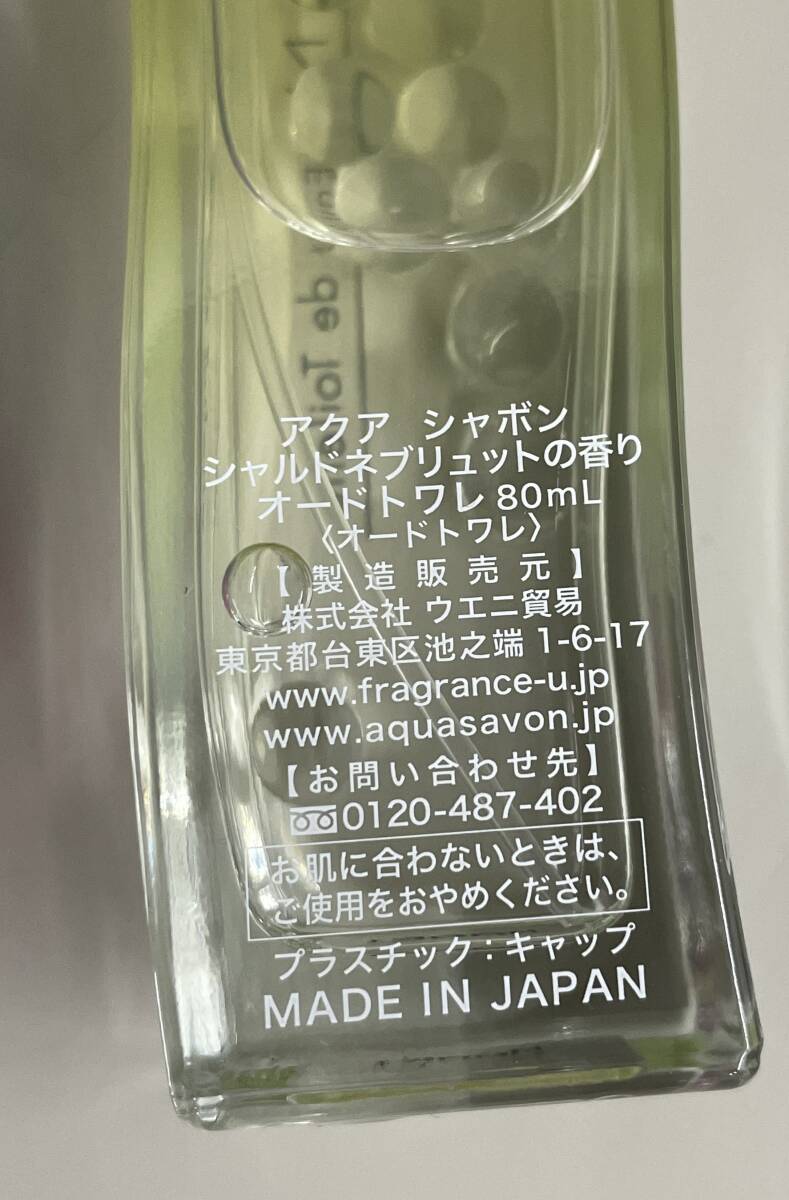 de Toi
アクア シャボン
シャルドネブリュットの香り
オードトワレ 80mL
〈オードトワレ〉
【製造販売元】
株式会社 ウエニ貿易
東京都台東区池之端 1-6-17
www.fragrance-u.jp
www.aquasavon.jp
【お問い合わせ先】
0120-487-402
お肌に合わないときは、
ご使用をおやめください。
プラスチック：キャップ
MADE IN JAPAN